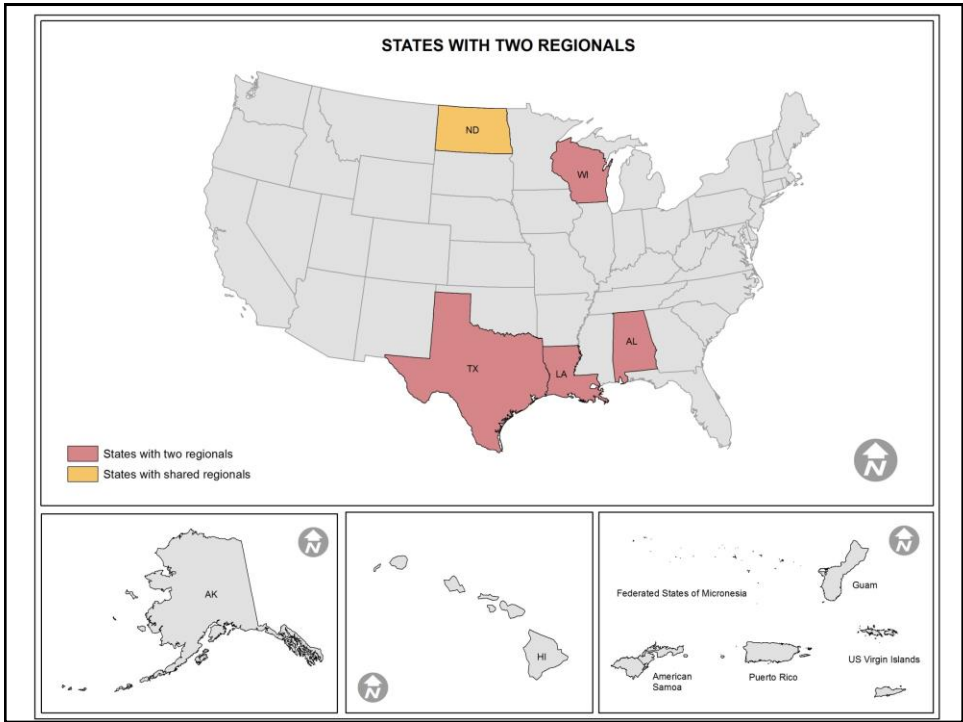 STATES WITH TWO REGIONALS
ND
WI
TX
LA
AL
States with two regionals
States with shared regionals
N
AK
N
HI
N
Federated States of Micronesia
Guam
N
American
Samoa
Puerto Rico
US Virgin Islands